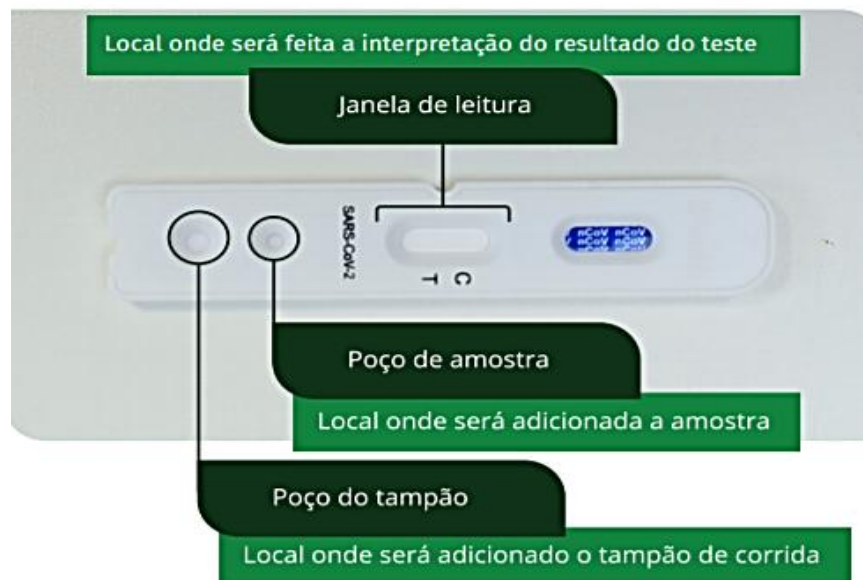 Local onde será feita a interpretação do resultado do teste
Janela de leitura
SARS-CoV-2
T C
nCoV nCoV
nCoV nCoV
Poço de amostra
Local onde será adicionada a amostra
Poço do tampão
Local onde será adicionado o tampão de corrida